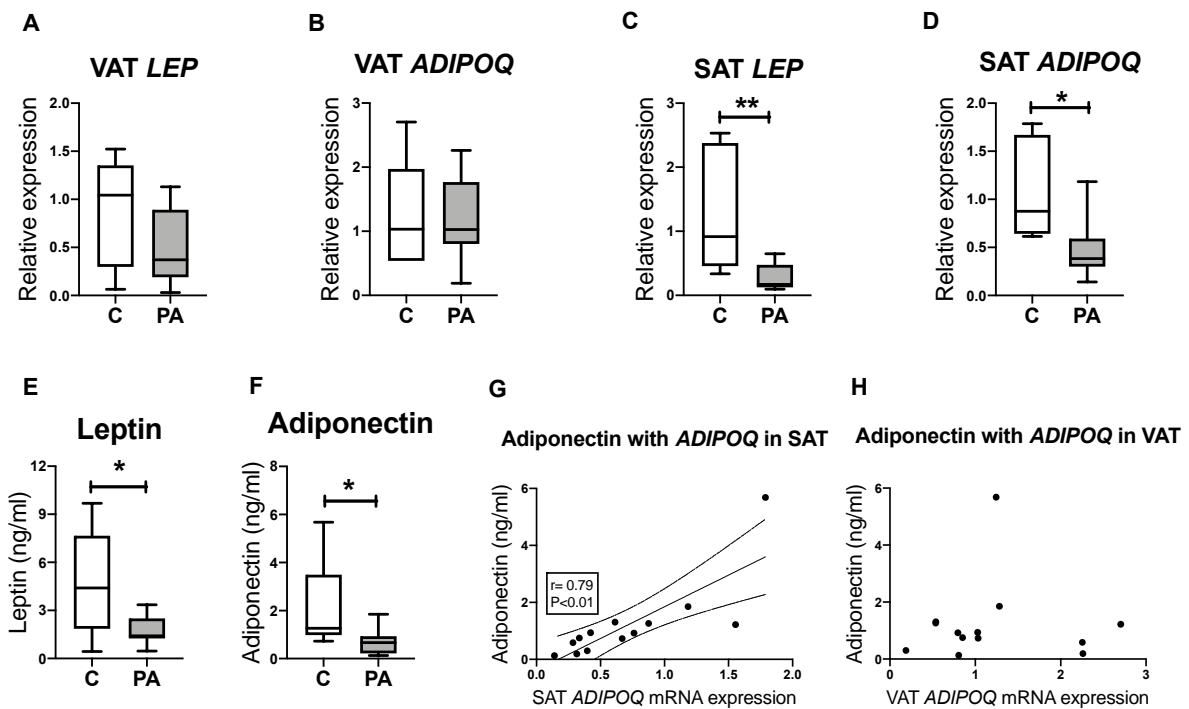 A
VAT LEP
Relative expression
2.0
1.5
1.0
0.5
0.0
C PA
B
VAT ADIPOQ
Relative expression
3
2
1
0
C PA
C
SAT LEP
**
Relative expression
3
2
1
0
C PA
D
SAT ADIPOQ
*
Relative expression
2.0
1.5
1.0
0.5
0.0
C PA
E
Leptin
*
Leptin (ng/ml)
12
9
6
3
0
C PA
F
Adiponectin
*
Adiponectin (ng/ml)
8
6
4
2
0
C PA
G
Adiponectin with ADIPOQ in SAT
Adiponectin (ng/ml)
6
4
2
0
r= 0.79
P<0.01
0.0 0.5 1.0 1.5 2.0
SAT ADIPOQ mRNA expression
H
Adiponectin with ADIPOQ in VAT
Adiponectin (ng/ml)
6
4
2
0
0 1 2 3
VAT ADIPOQ mRNA expression